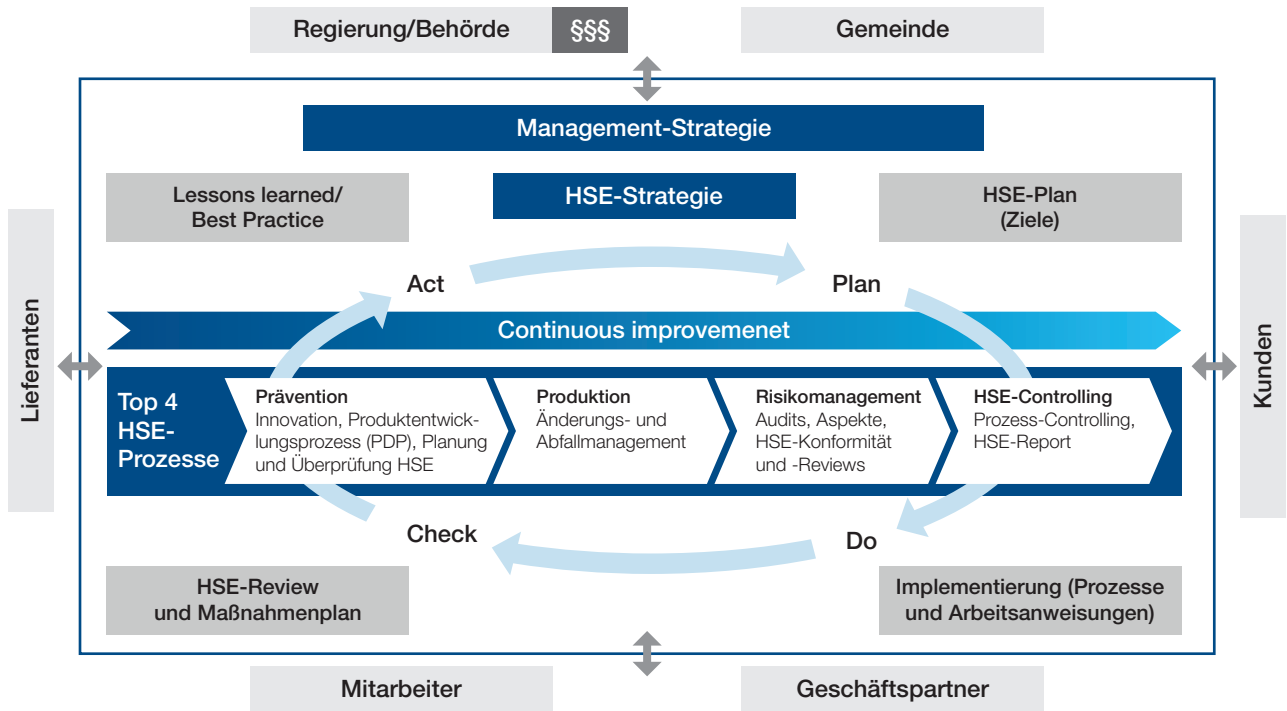 Regierung/Behörde
§§§
Gemeinde
Management-Strategie
Lessons learned/
Best Practice
HSE-Strategie
HSE-Plan
(Ziele)
Lieferanten
Kunden
Act
Plan
Continuous improvemenet
Top 4
HSE-
Prozesse
Prävention
Innovation, Produktentwick-
lungsprozess (PDP), Planung
und Überprüfung HSE
Produktion
Änderungs- und
Abfallmanagement
Risikomanagement
Audits, Aspekte,
HSE-Konformität
und -Reviews
HSE-Controlling
Prozess-Controlling,
HSE-Report
Check
Do
HSE-Review
und Maßnahmenplan
Implementierung (Prozesse
und Arbeitsanweisungen)
Mitarbeiter
Geschäftspartner